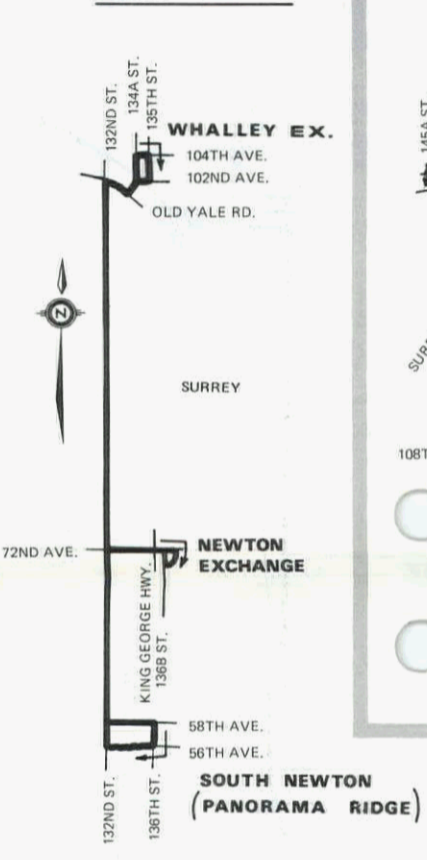 132ND ST.
134A ST.
135TH ST.
WHALLEY EX.
104TH AVE.
102ND AVE.
OLD YALE RD.
N
SURREY
108T
72ND AVE.
NEWTON
EXCHANGE
KING GEORGE HWY.
136B ST.
58TH AVE.
56TH AVE.
132ND ST.
136TH ST.
SOUTH NEWTON
(PANORAMA RIDGE)
145A ST
SUR